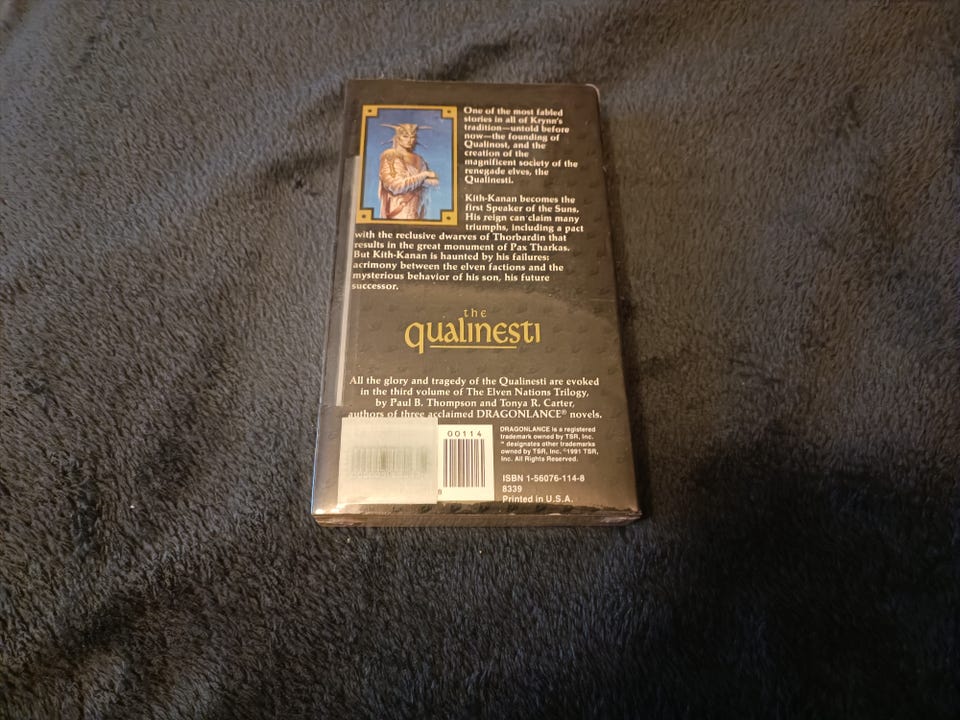 One of the most fabled
stories in all of Krynn's
tradition—untold before
now—the founding of
Qualinost, and the
creation of the
magnificent society of the
renegade elves, the
Qualinesti.
Kith-Kanan becomes the
first Speaker of the Suns.
His reign can claim many
triumphs, including a pact
with the reclusive dwarves of Thorbardin that
results in the great monument of Pax Tharkas.
But Kith-Kanan is haunted by his failures:
acrimony between the elven factions and the
mysterious behavior of his son, his future
successor.
the
qualinesti
All the glory and tragedy of the Qualinesti are evoked
in the third volume of The Elven Nations Trilogy,
by Paul B. Thompson and Tonya R. Carter,
authors of three acclaimed DRAGONLANCE® novels.
00114
DRAGONLANCE is a registered
trademark owned by TSR, Inc.
™ designates other trademarks
owned by TSR, Inc. ©1991 TSR,
Inc. All Rights Reserved.
ISBN 1-56076-114-8
8339
Printed in U.S.A.